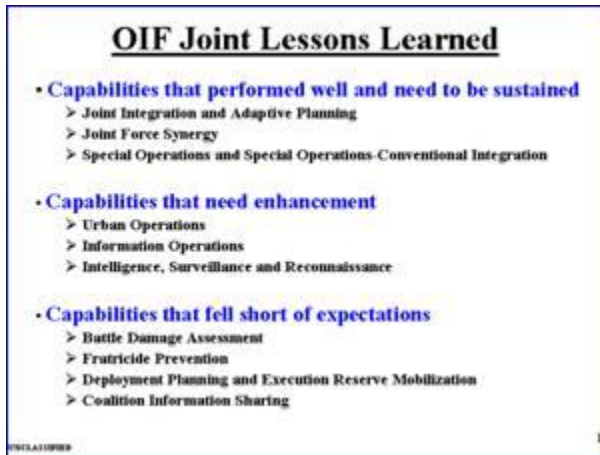 OIF Joint Lessons Learned
• Capabilities that performed well and need to be sustained
➢ Joint Integration and Adaptive Planning
➢ Joint Force Synergy
➢ Special Operations and Special Operations-Conventional Integration
• Capabilities that need enhancement
➢ Urban Operations
➢ Information Operations
➢ Intelligence, Surveillance and Reconnaissance
• Capabilities that fell short of expectations
➢ Battle Damage Assessment
➢ Fratricide Prevention
➢ Deployment Planning and Execution Reserve Mobilization
➢ Coalition Information Sharing
UNCLASSIFIED
1